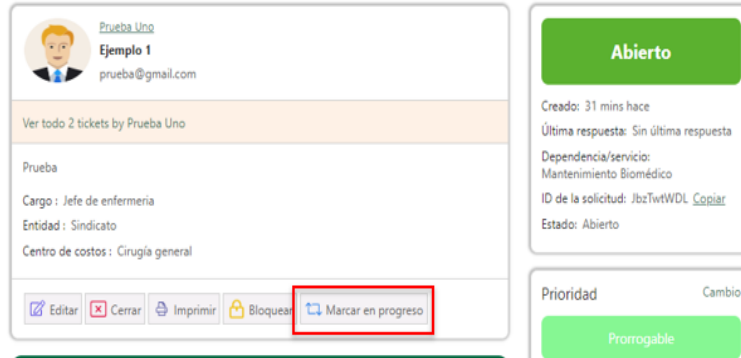 Prueba Uno
Ejemplo 1
prueba@gmail.com
Ver todo 2 tickets by Prueba Uno
Prueba
Cargo : Jefe de enfermeria
Entidad : Sindicato
Centro de costos : Cirugía general
Editar Cerrar Imprimir Bloquear Marcar en progreso
Abierto
Creado: 31 mins hace
Última respuesta: Sin última respuesta
Dependencia/servicio:
Mantenimiento Biomédico
ID de la solicitud: JbzTwtWDL Copiar
Estado: Abierto
Prioridad Cambio
Prorrogable